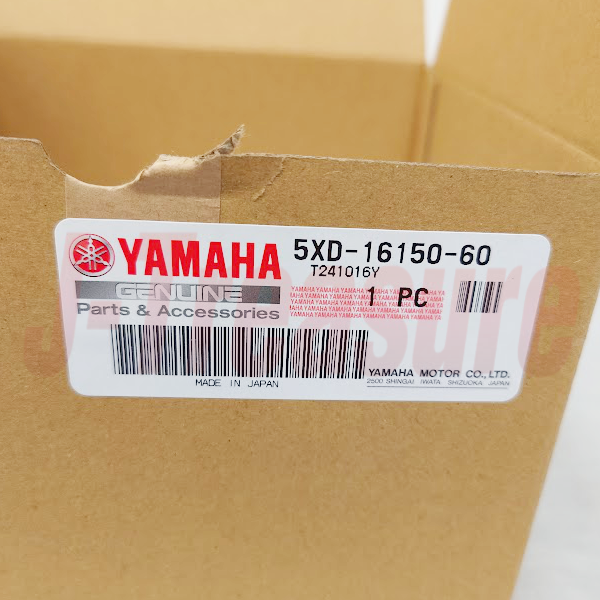 YAMAHA
5XD-16150-60
T241016Y
GENUINE
Parts & Accessories
1 PC
YAMAHA YAMAHA YAMAHA YAMAHA YAMAHA
MADE IN JAPAN
YAMAHA MOTOR CO., LTD.
2500 SHINGAI IWATA SHIZUOKA JAPAN